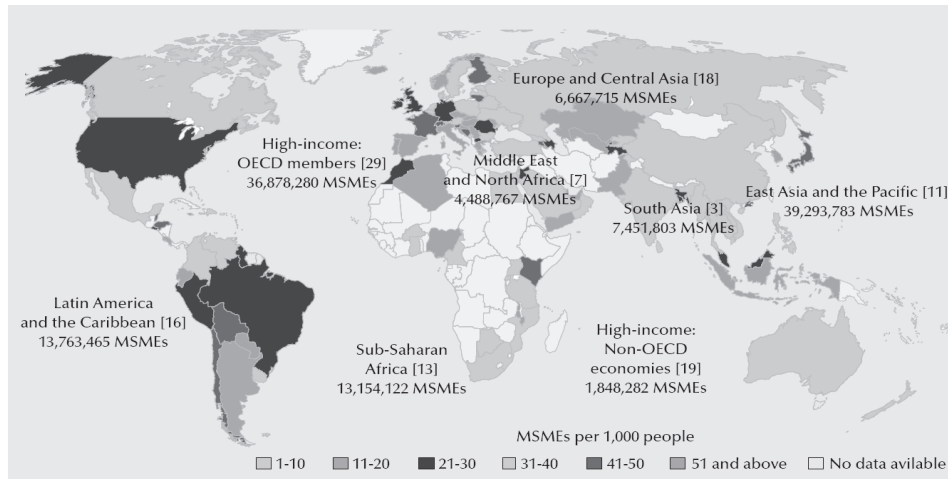 Europe and Central Asia [18]
6,667,715 MSMEs
High-income:
OECD members [29]
36,878,280 MSMEs
Middle East
and North Africa [7]
4,488,767 MSMEs
South Asia [3]
7,451,803 MSMEs
East Asia and the Pacific [11]
39,293,783 MSMEs
Latin America
and the Caribbean [16]
13,763,465 MSMEs
Sub-Saharan
Africa [13]
13,154,122 MSMEs
High-income:
Non-OECD
economies [19]
1,848,282 MSMEs
MSMEs per 1,000 people
1-10 11-20 21-30 31-40 41-50 51 and above No data avilable